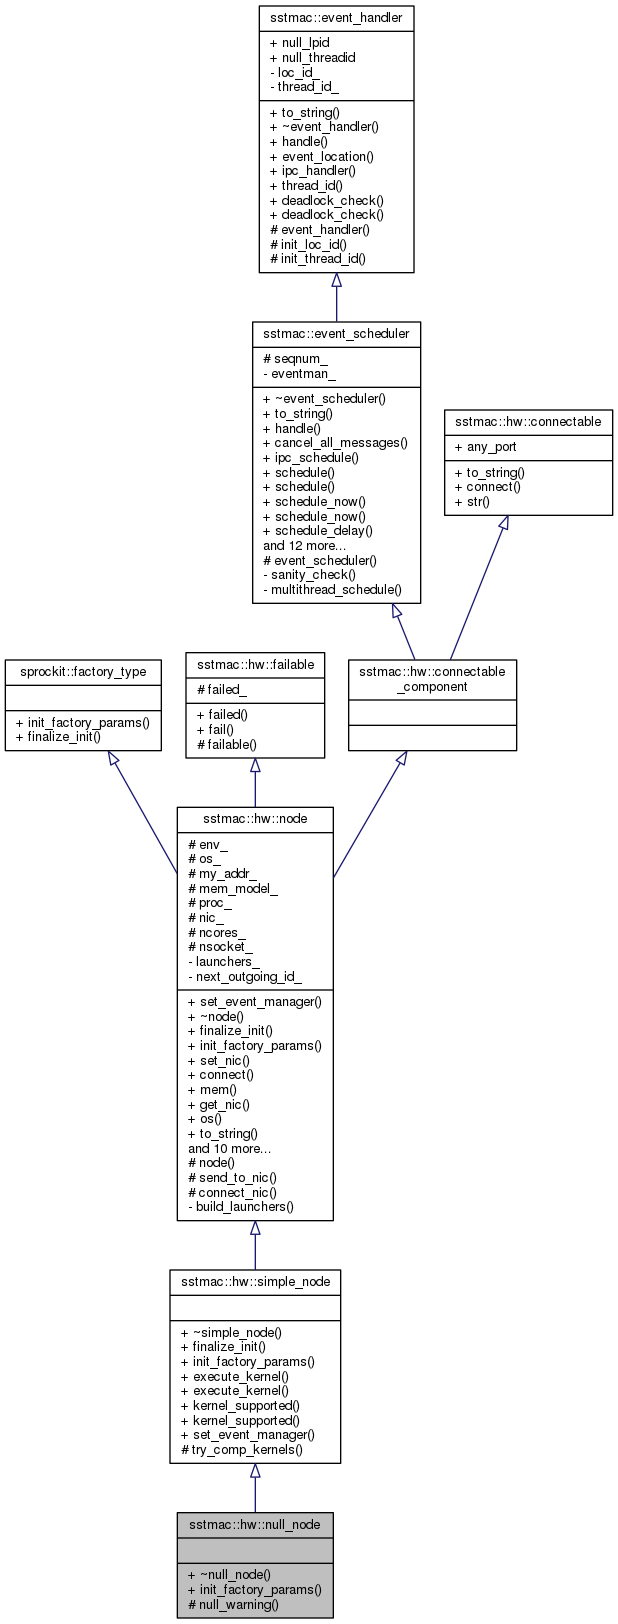 sstmac::event_handler
+ null_lpid
+ null_threadid
- loc_id_
- thread_id_
+ to_string()
+ ~event_handler()
+ handle()
+ event_location()
+ ipc_handler()
+ thread_id()
+ deadlock_check()
+ deadlock_check()
# event_handler()
# init_loc_id()
# init_thread_id()
sstmac::event_scheduler
# seqnum_
- eventman_
+ ~event_scheduler()
+ to_string()
+ handle()
+ cancel_all_messages()
+ ipc_schedule()
+ schedule()
+ schedule()
+ schedule_now()
+ schedule_now()
+ schedule_delay()
and 12 more...
# event_scheduler()
- sanity_check()
- multithread_schedule()
sstmac::hw::connectable
+ any_port
+ to_string()
+ connect()
+ str()
sprockit::factory_type
+ init_factory_params()
+ finalize_init()
sstmac::hw::failable
# failed_
+ failed()
+ fail()
# failable()
sstmac::hw::connectable
_component
sstmac::hw::node
# env_
# os_
# my_addr_
# mem_model_
# proc_
# nic_
# ncores_
# nsocket_
- launchers_
- next_outgoing_id_
+ set_event_manager()
+ ~node()
+ finalize_init()
+ init_factory_params()
+ set_nic()
+ connect()
+ mem()
+ get_nic()
+ os()
+ to_string()
and 10 more...
# node()
# send_to_nic()
# connect_nic()
- build_launchers()
sstmac::hw::simple_node
+ ~simple_node()
+ finalize_init()
+ init_factory_params()
+ execute_kernel()
+ execute_kernel()
+ kernel_supported()
+ kernel_supported()
+ set_event_manager()
# try_comp_kernels()
sstmac::hw::null_node
+ ~null_node()
+ init_factory_params()
# null_warning()